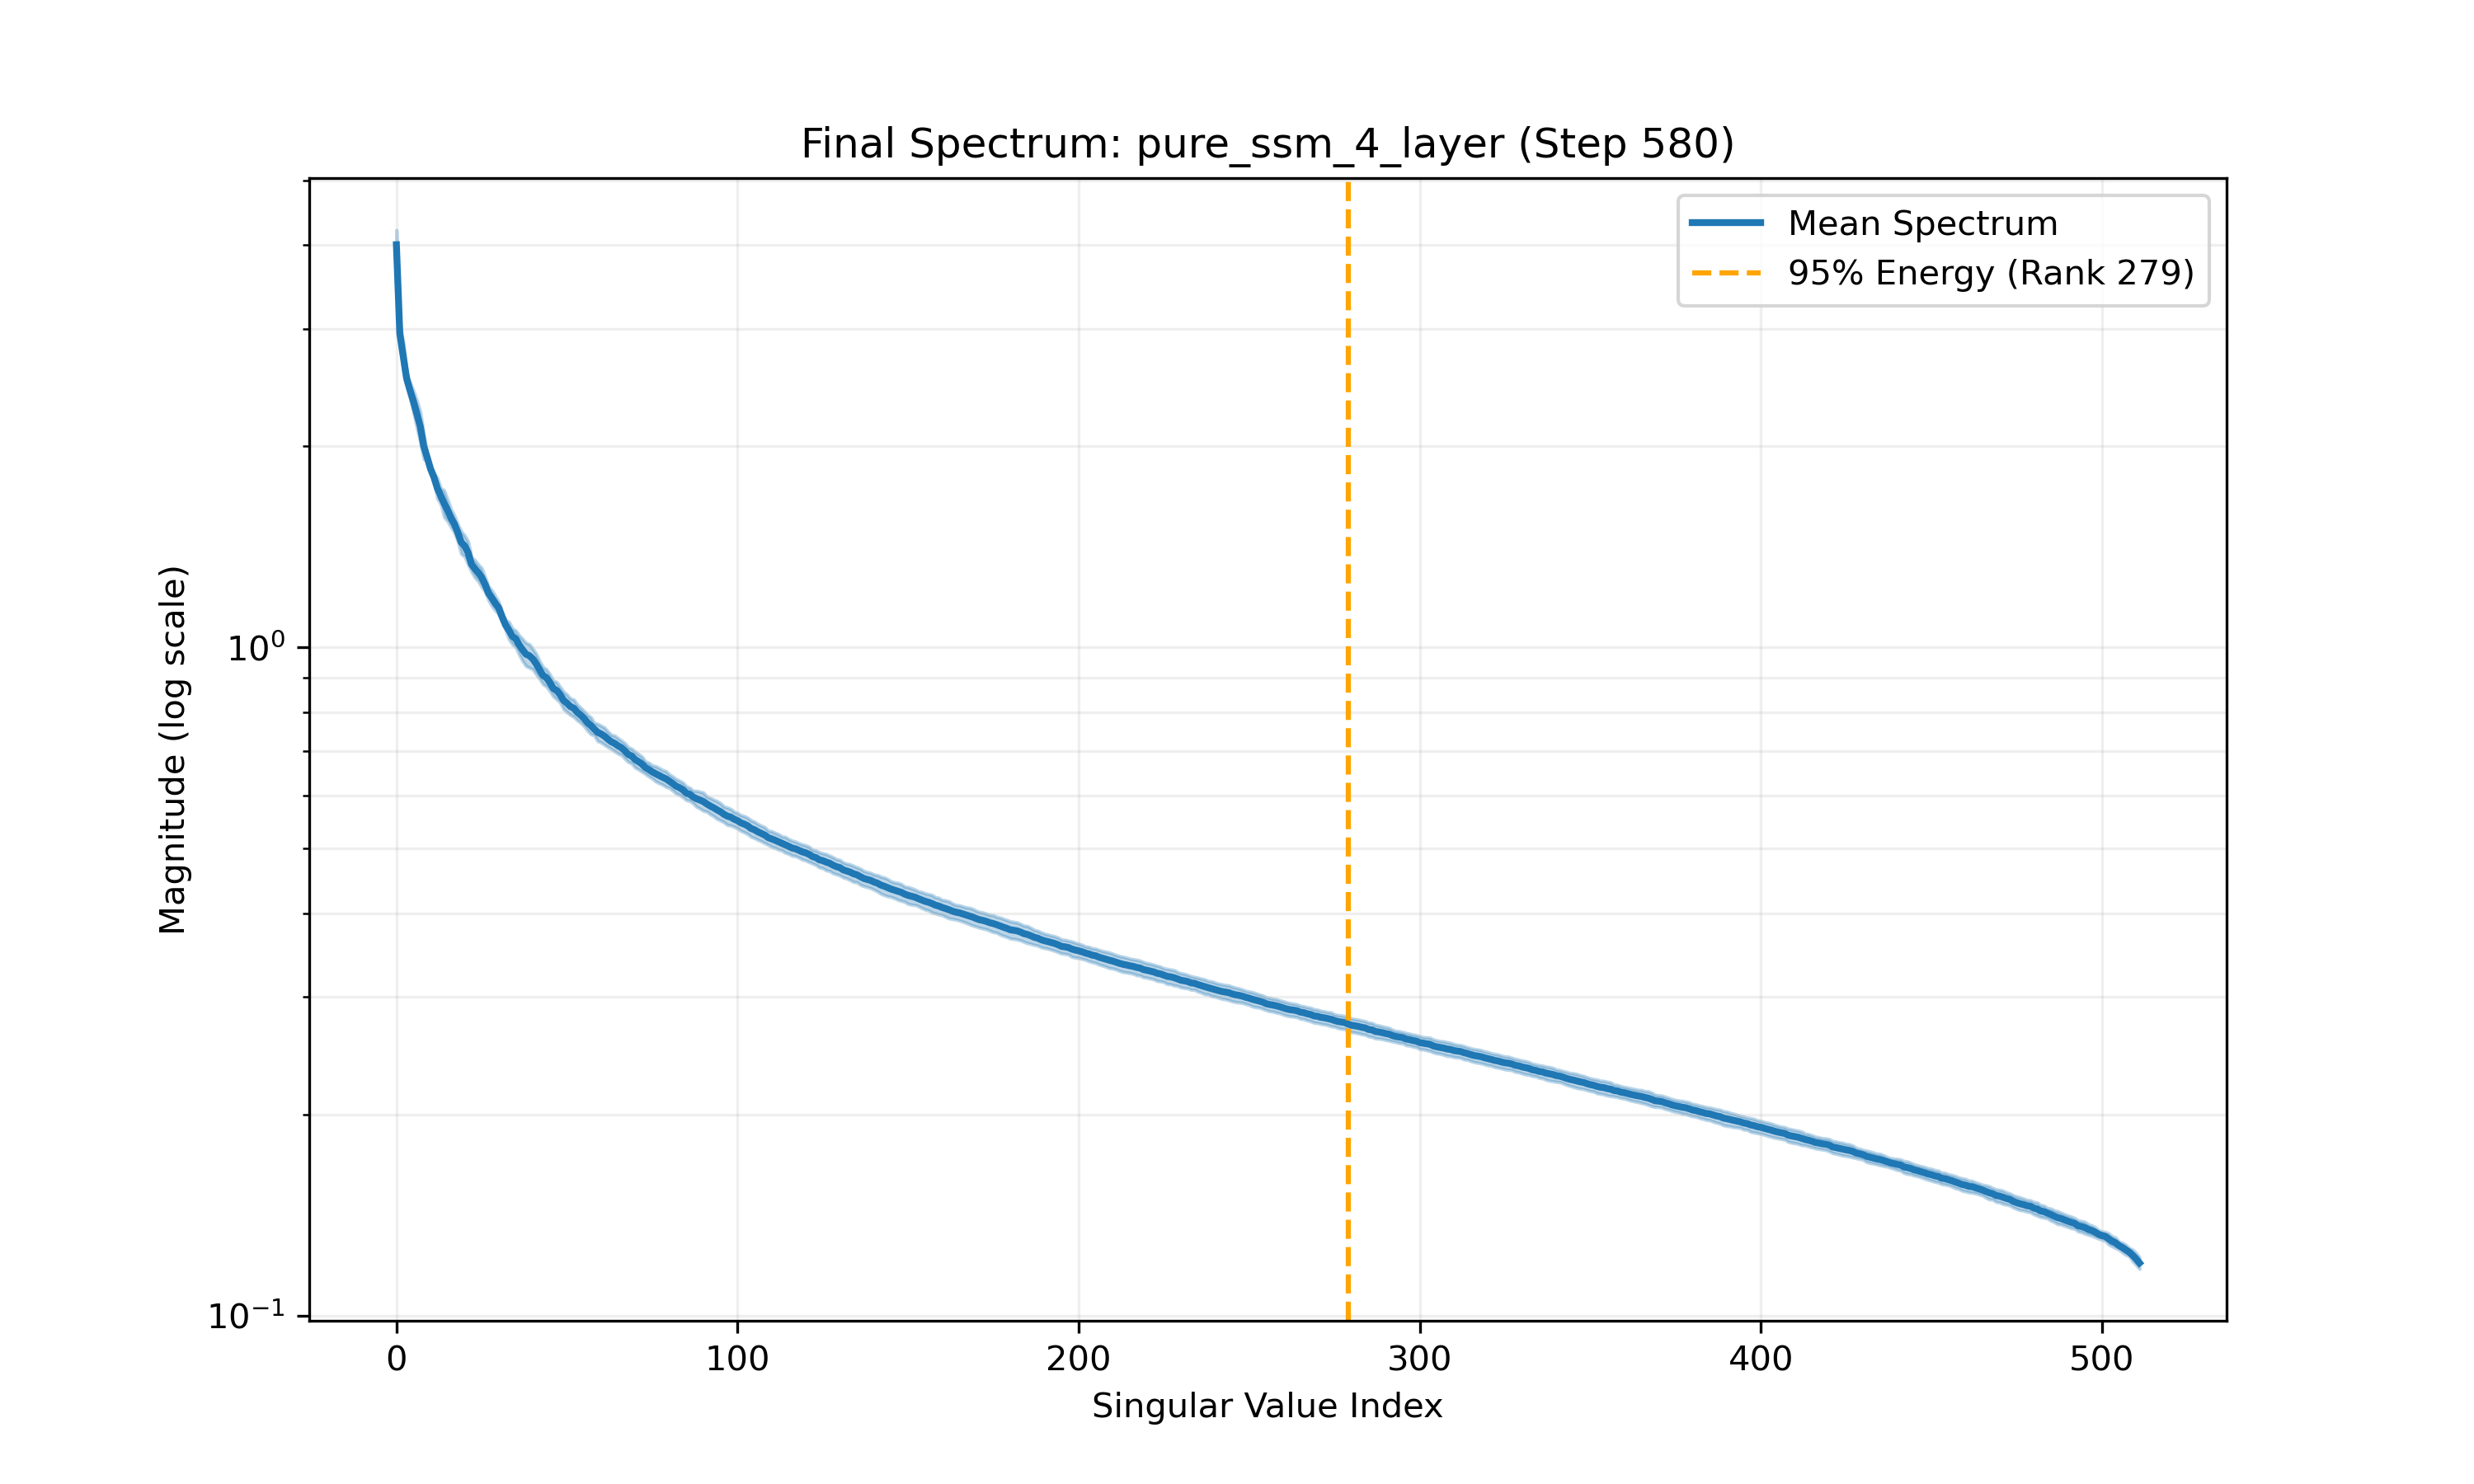 Final Spectrum: pure_ssm_4_layer (Step 580)
Mean Spectrum
95% Energy (Rank 279)
Magnitude (log scale)
10⁰
10⁻¹
0 100 200 300 400 500
Singular Value Index